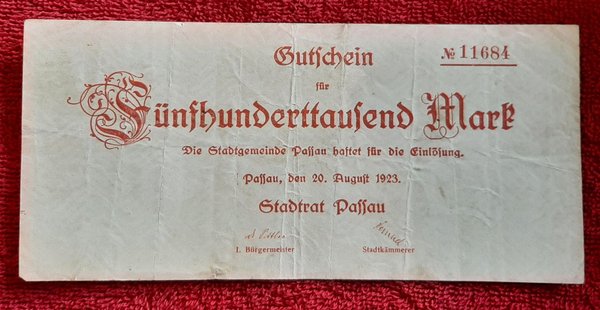 Gutschein
№ 11684
für
Fünfhunderttausend Mark
Die Stadtgemeinde Passau haftet für die Einlösung.
Passau, den 20. August 1923.
Stadtrat Passau
I. Bürgermeister
Stadtkämmerer